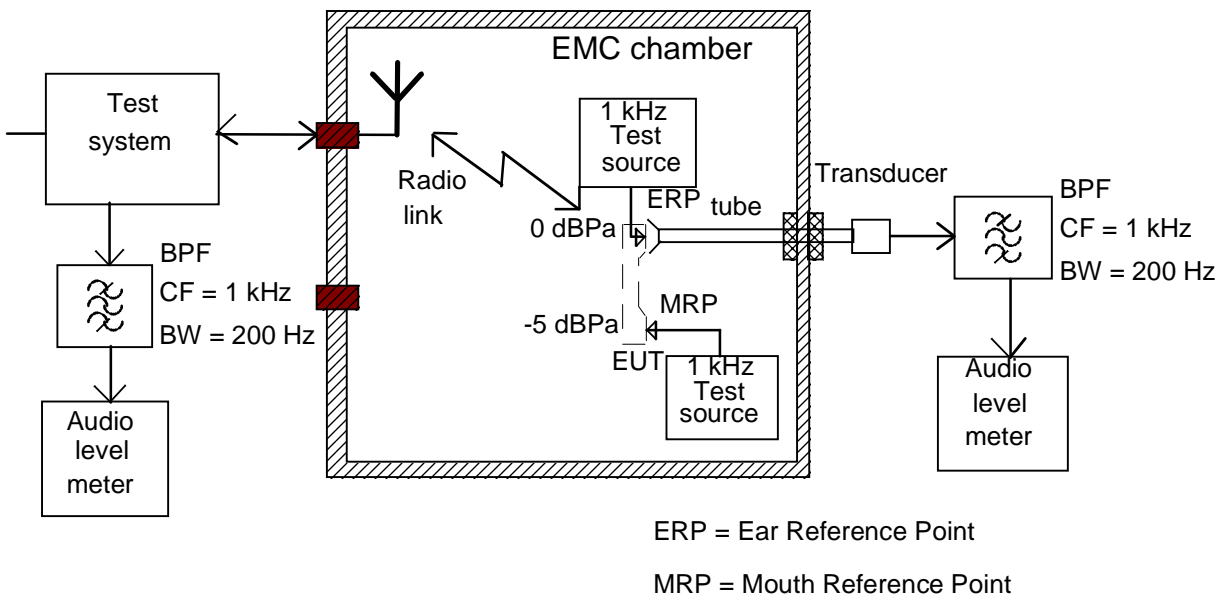 EMC chamber
Test
system
1 kHz
Test
source
Radio
link
ERP
tube
Transducer
0 dBPa
BPF
CF = 1 kHz
BW = 200 Hz
BPF
CF = 1 kHz
BW = 200 Hz
MRP
-5 dBPa
EUT
1 kHz
Test
source
Audio
level
meter
Audio
level
meter
ERP = Ear Reference Point
MRP = Mouth Reference Point